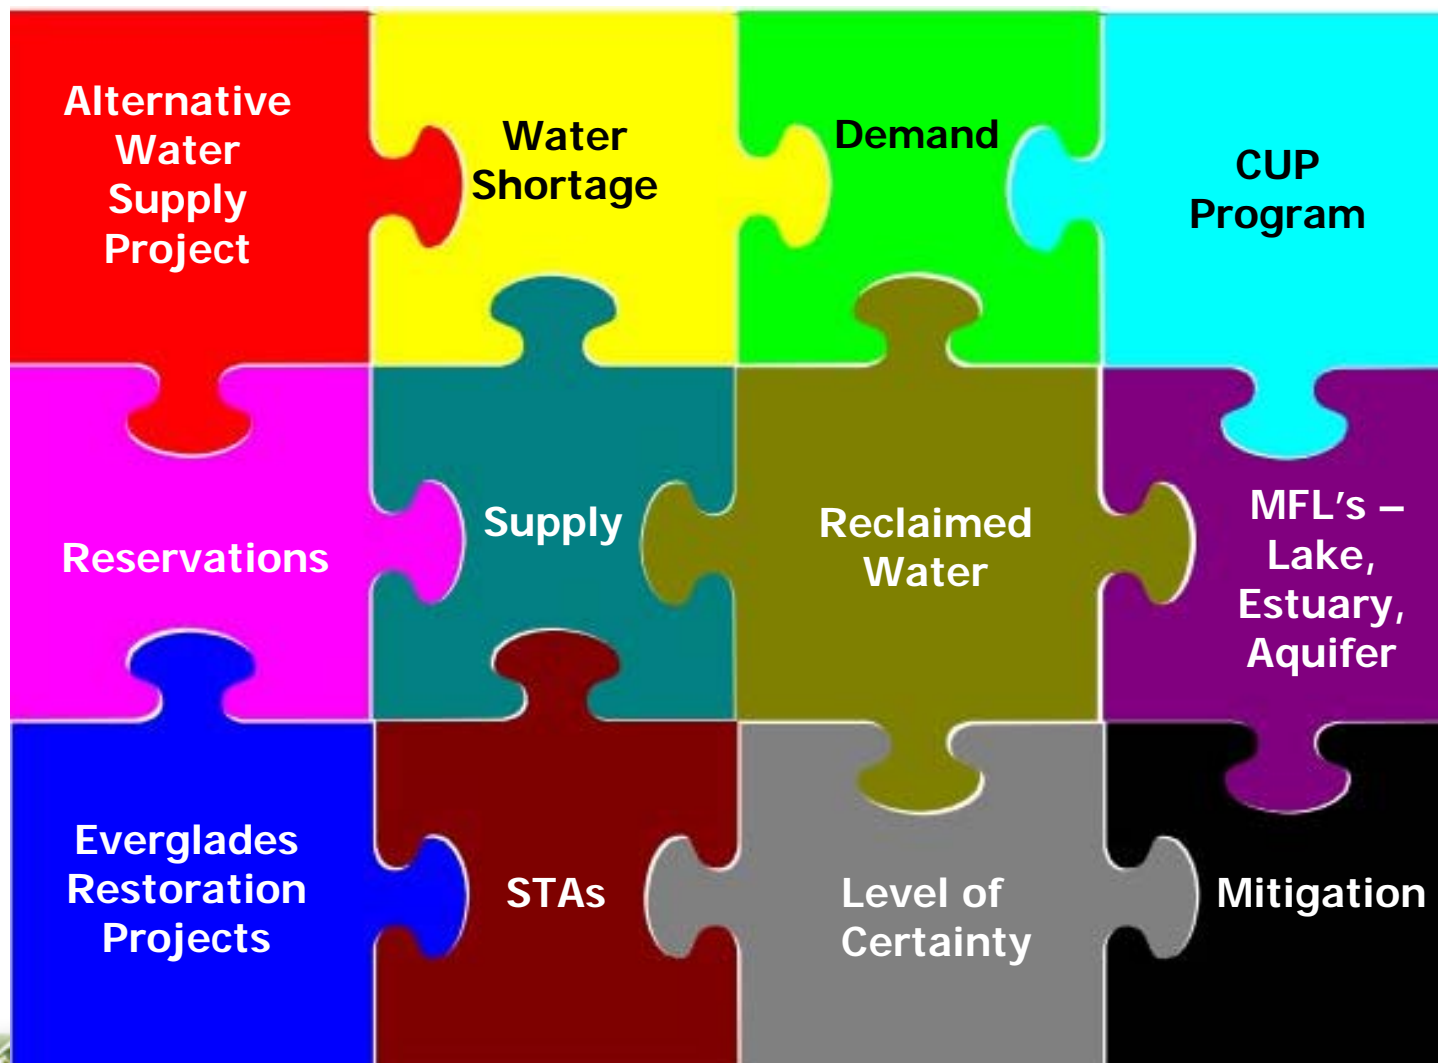 Alternative
Water
Supply
Project
Water
Shortage
Demand
CUP
Program
Reservations
Supply
Reclaimed
Water
MFL’s –
Lake,
Estuary,
Aquifer
Everglades
Restoration
Projects
STAs
Level of
Certainty
Mitigation